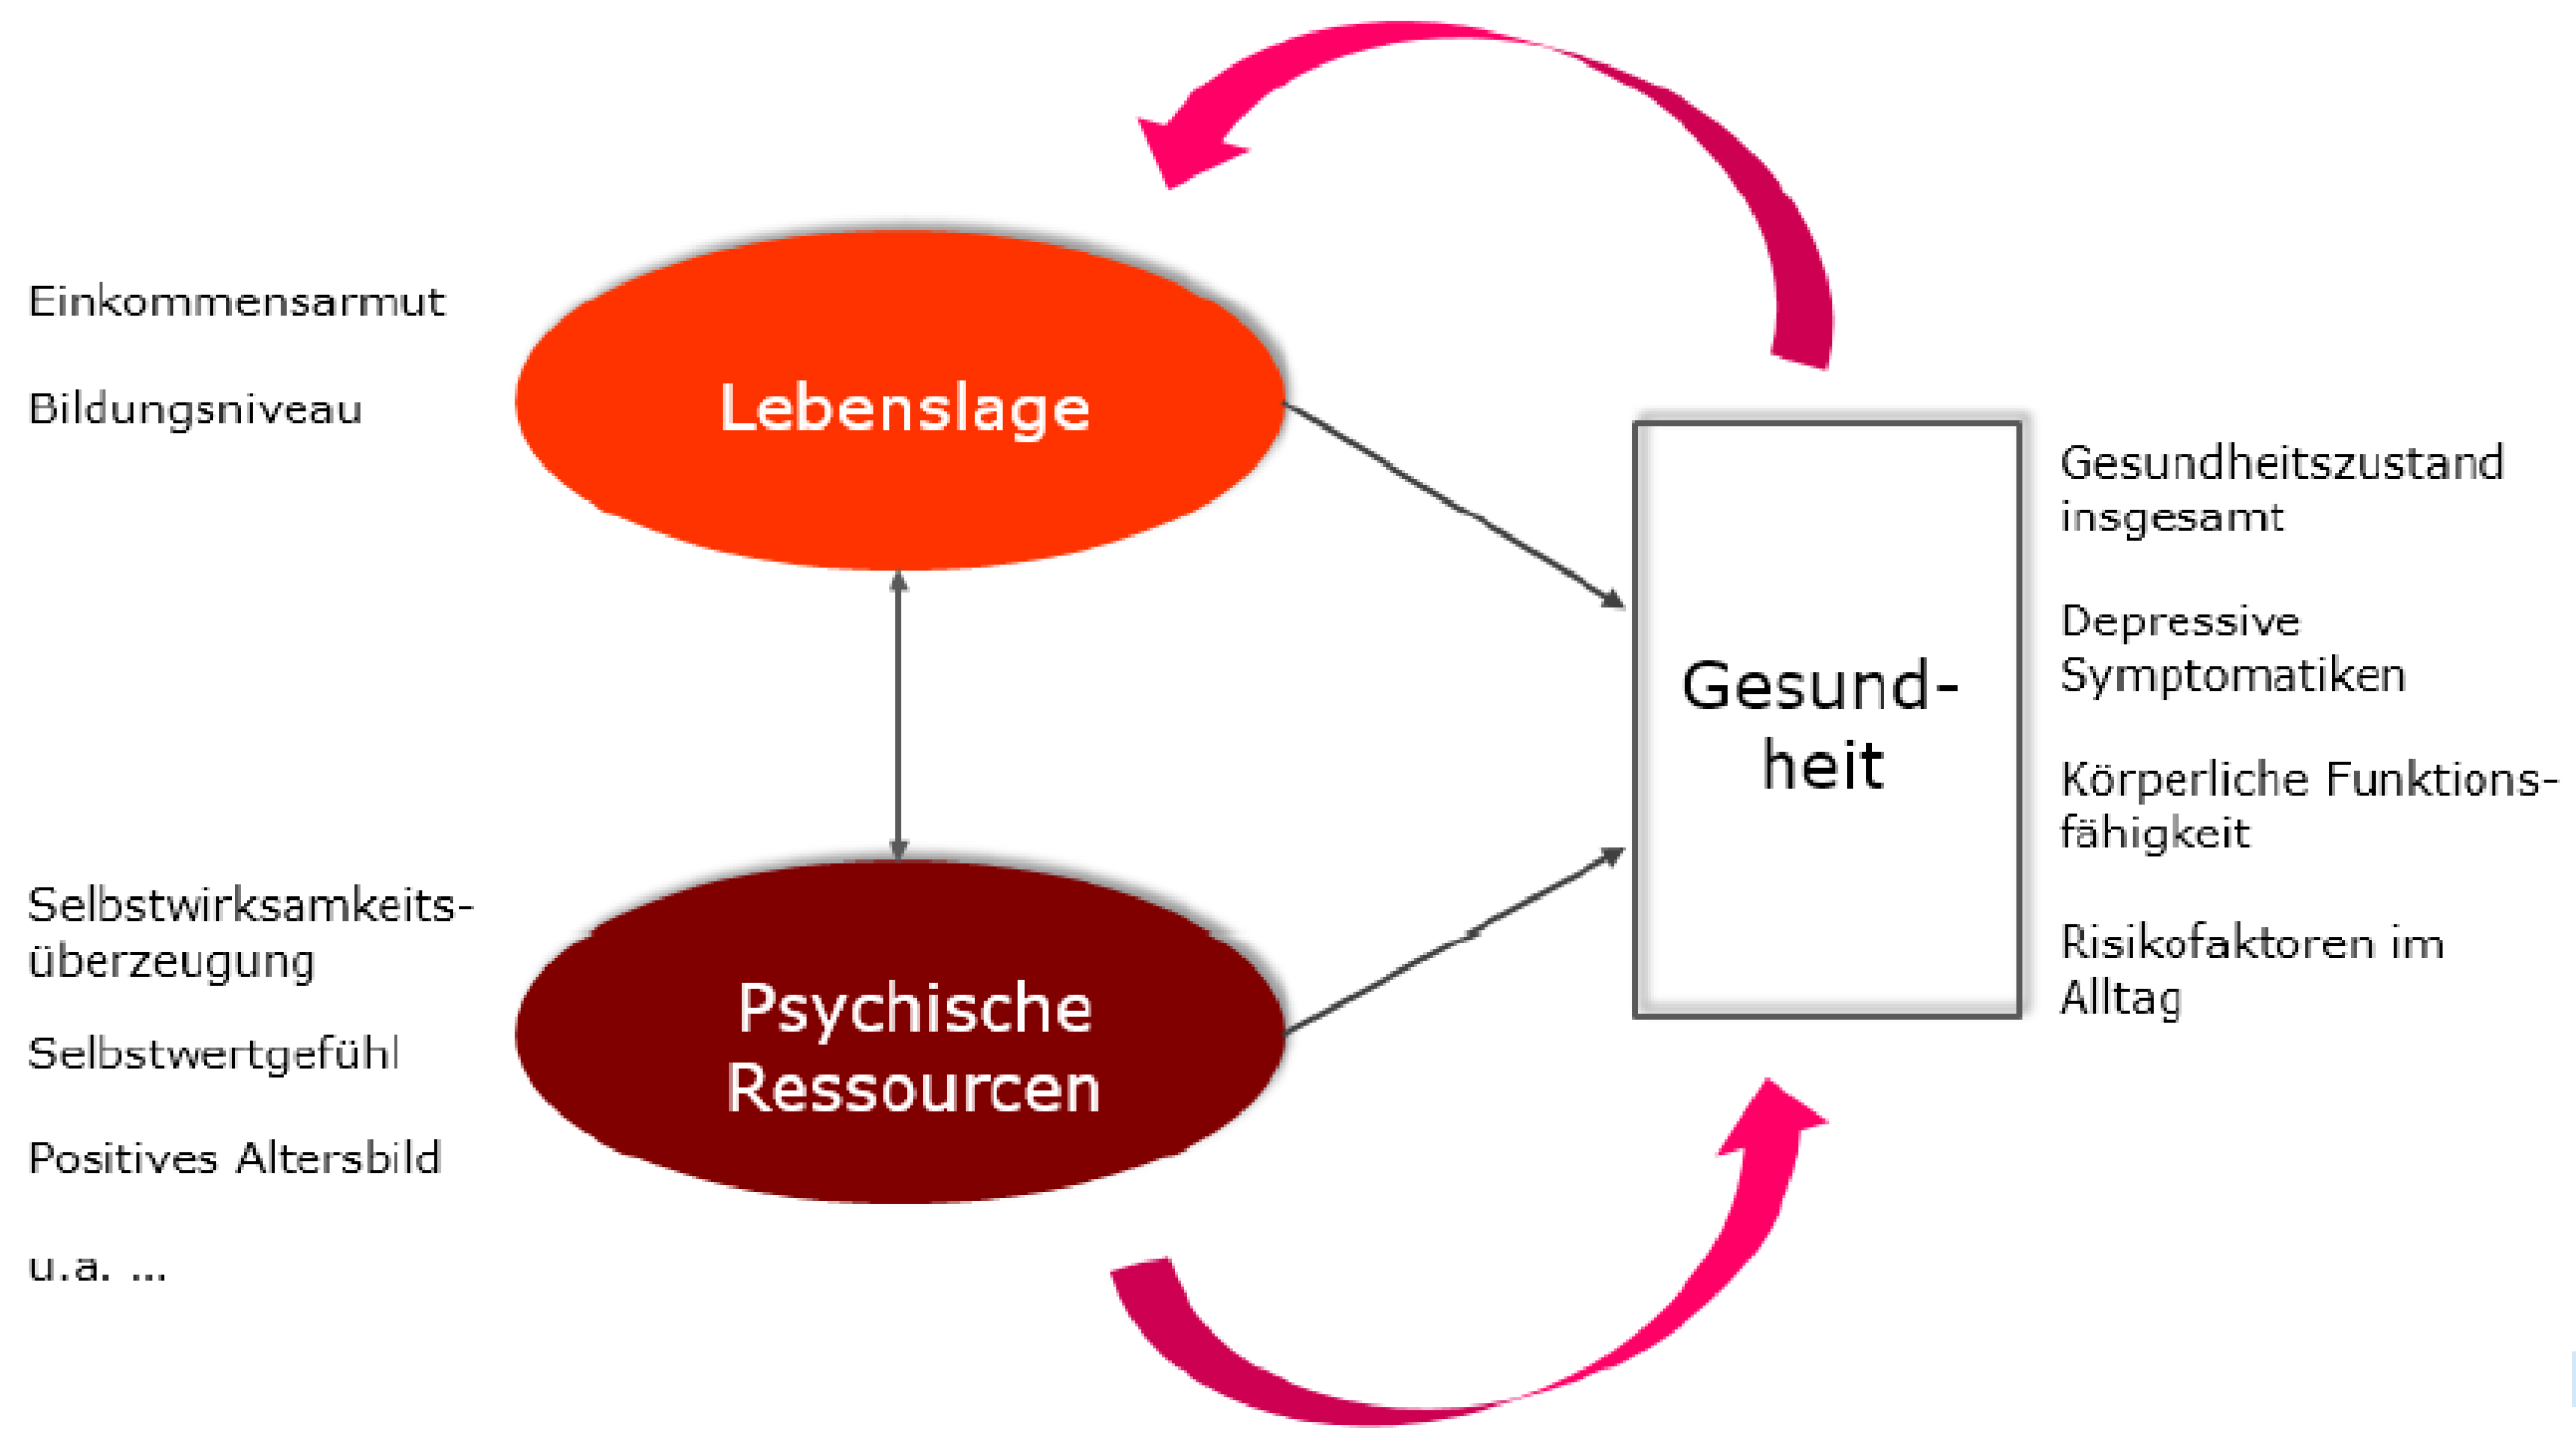 Einkommensarmut
Bildungsniveau
Lebenslage
Selbstwirksamkeits-
überzeugung
Selbstwertgefühl
Positives Altersbild
u.a. ...
Psychische
Ressourcen
Gesund-
heit
Gesundheitszustand
insgesamt
Depressive
Symptomatiken
Körperliche Funktions-
fähigkeit
Risikofaktoren im
Alltag